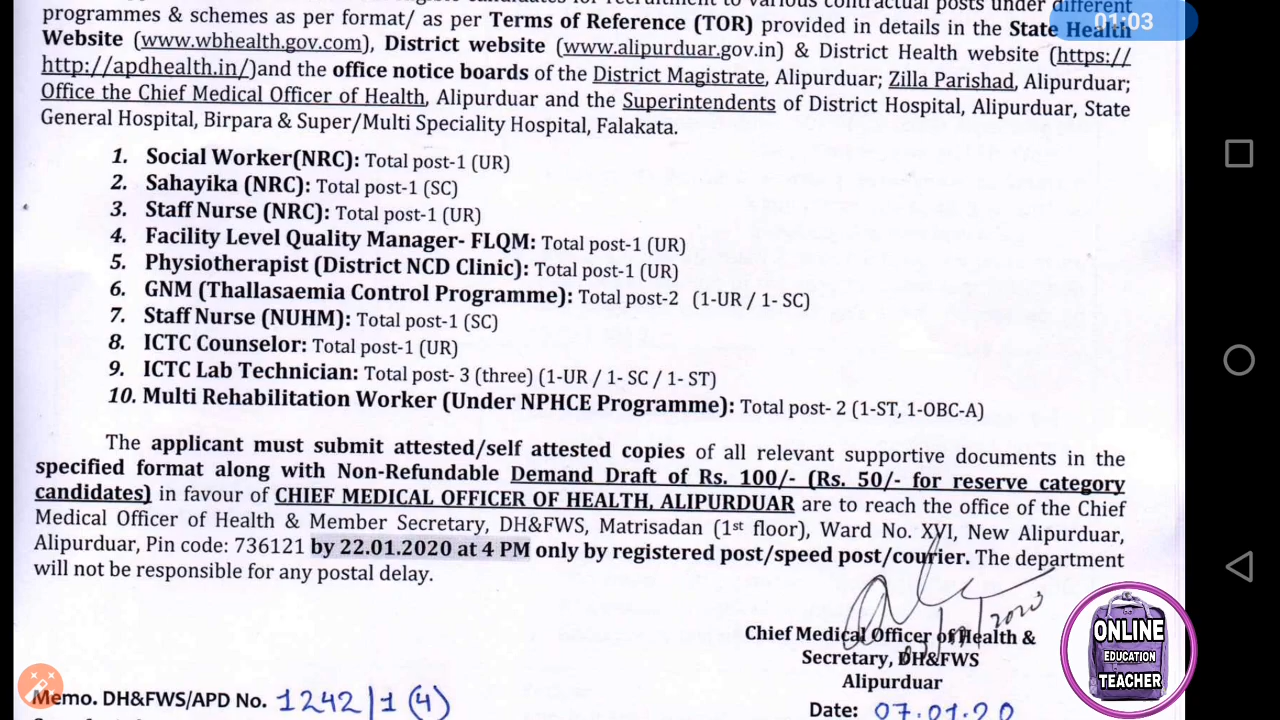 programmes & schemes as per format/ as per Terms of Reference (TOR) provided in details in the State Health
Website (www.wbhealth.gov.com), District website (www.alipurduar.gov.in) & District Health website (https://
http://apdhealth.in/)and the office notice boards of the District Magistrate, Alipurduar; Zilla Parishad, Alipurduar;
Office the Chief Medical Officer of Health, Alipurduar and the Superintendents of District Hospital, Alipurduar, State
General Hospital, Birpara & Super/Multi Speciality Hospital, Falakata.
1. Social Worker(NRC): Total post-1 (UR)
2. Sahayika (NRC): Total post-1 (SC)
3. Staff Nurse (NRC): Total post-1 (UR)
4. Facility Level Quality Manager- FLQM: Total post-1 (UR)
5. Physiotherapist (District NCD Clinic): Total post-1 (UR)
6. GNM (Thallasaemia Control Programme): Total post-2 (1-UR / 1- SC)
7. Staff Nurse (NUHM): Total post-1 (SC)
8. ICTC Counselor: Total post-1 (UR)
9. ICTC Lab Technician: Total post- 3 (three) (1-UR / 1- SC / 1- ST)
10. Multi Rehabilitation Worker (Under NPHCE Programme): Total post- 2 (1-ST, 1-OBC-A)
The applicant must submit attested/self attested copies of all relevant supportive documents in the
specified format along with Non-Refundable Demand Draft of Rs. 100/- (Rs. 50/- for reserve category
candidates) in favour of CHIEF MEDICAL OFFICER OF HEALTH, ALIPURDUAR are to reach the office of the Chief
Medical Officer of Health & Member Secretary, DH&FWS, Matrisadan (1st floor), Ward No. XVI, New Alipurduar,
Alipurduar, Pin code: 736121 by 22.01.2020 at 4 PM only by registered post/speed post/courier. The department
will not be responsible for any postal delay.
Chief Medical Officer of Health &
Secretary, DH&FWS
Alipurduar
Memo. DH&FWS/APD No. 1242/1(4)
Date: 07.01.20
01:03
ONLINE
EDUCATION
TEACHER